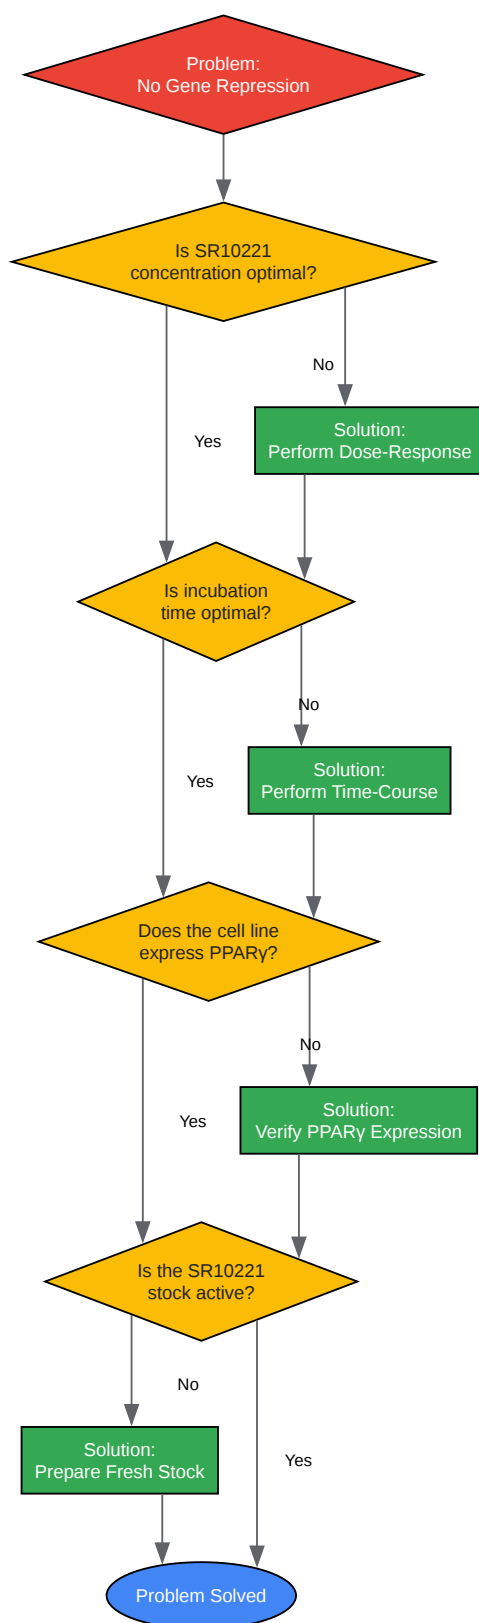 Problem:
No Gene Repression
Is SR10221
concentration optimal?
No
Yes
Solution:
Perform Dose-Response
Is incubation
time optimal?
No
Yes
Solution:
Perform Time-Course
Does the cell line
express PPARγ?
No
Yes
Solution:
Verify PPARγ Expression
Is the SR10221
stock active?
No
Yes
Solution:
Prepare Fresh Stock
Problem Solved